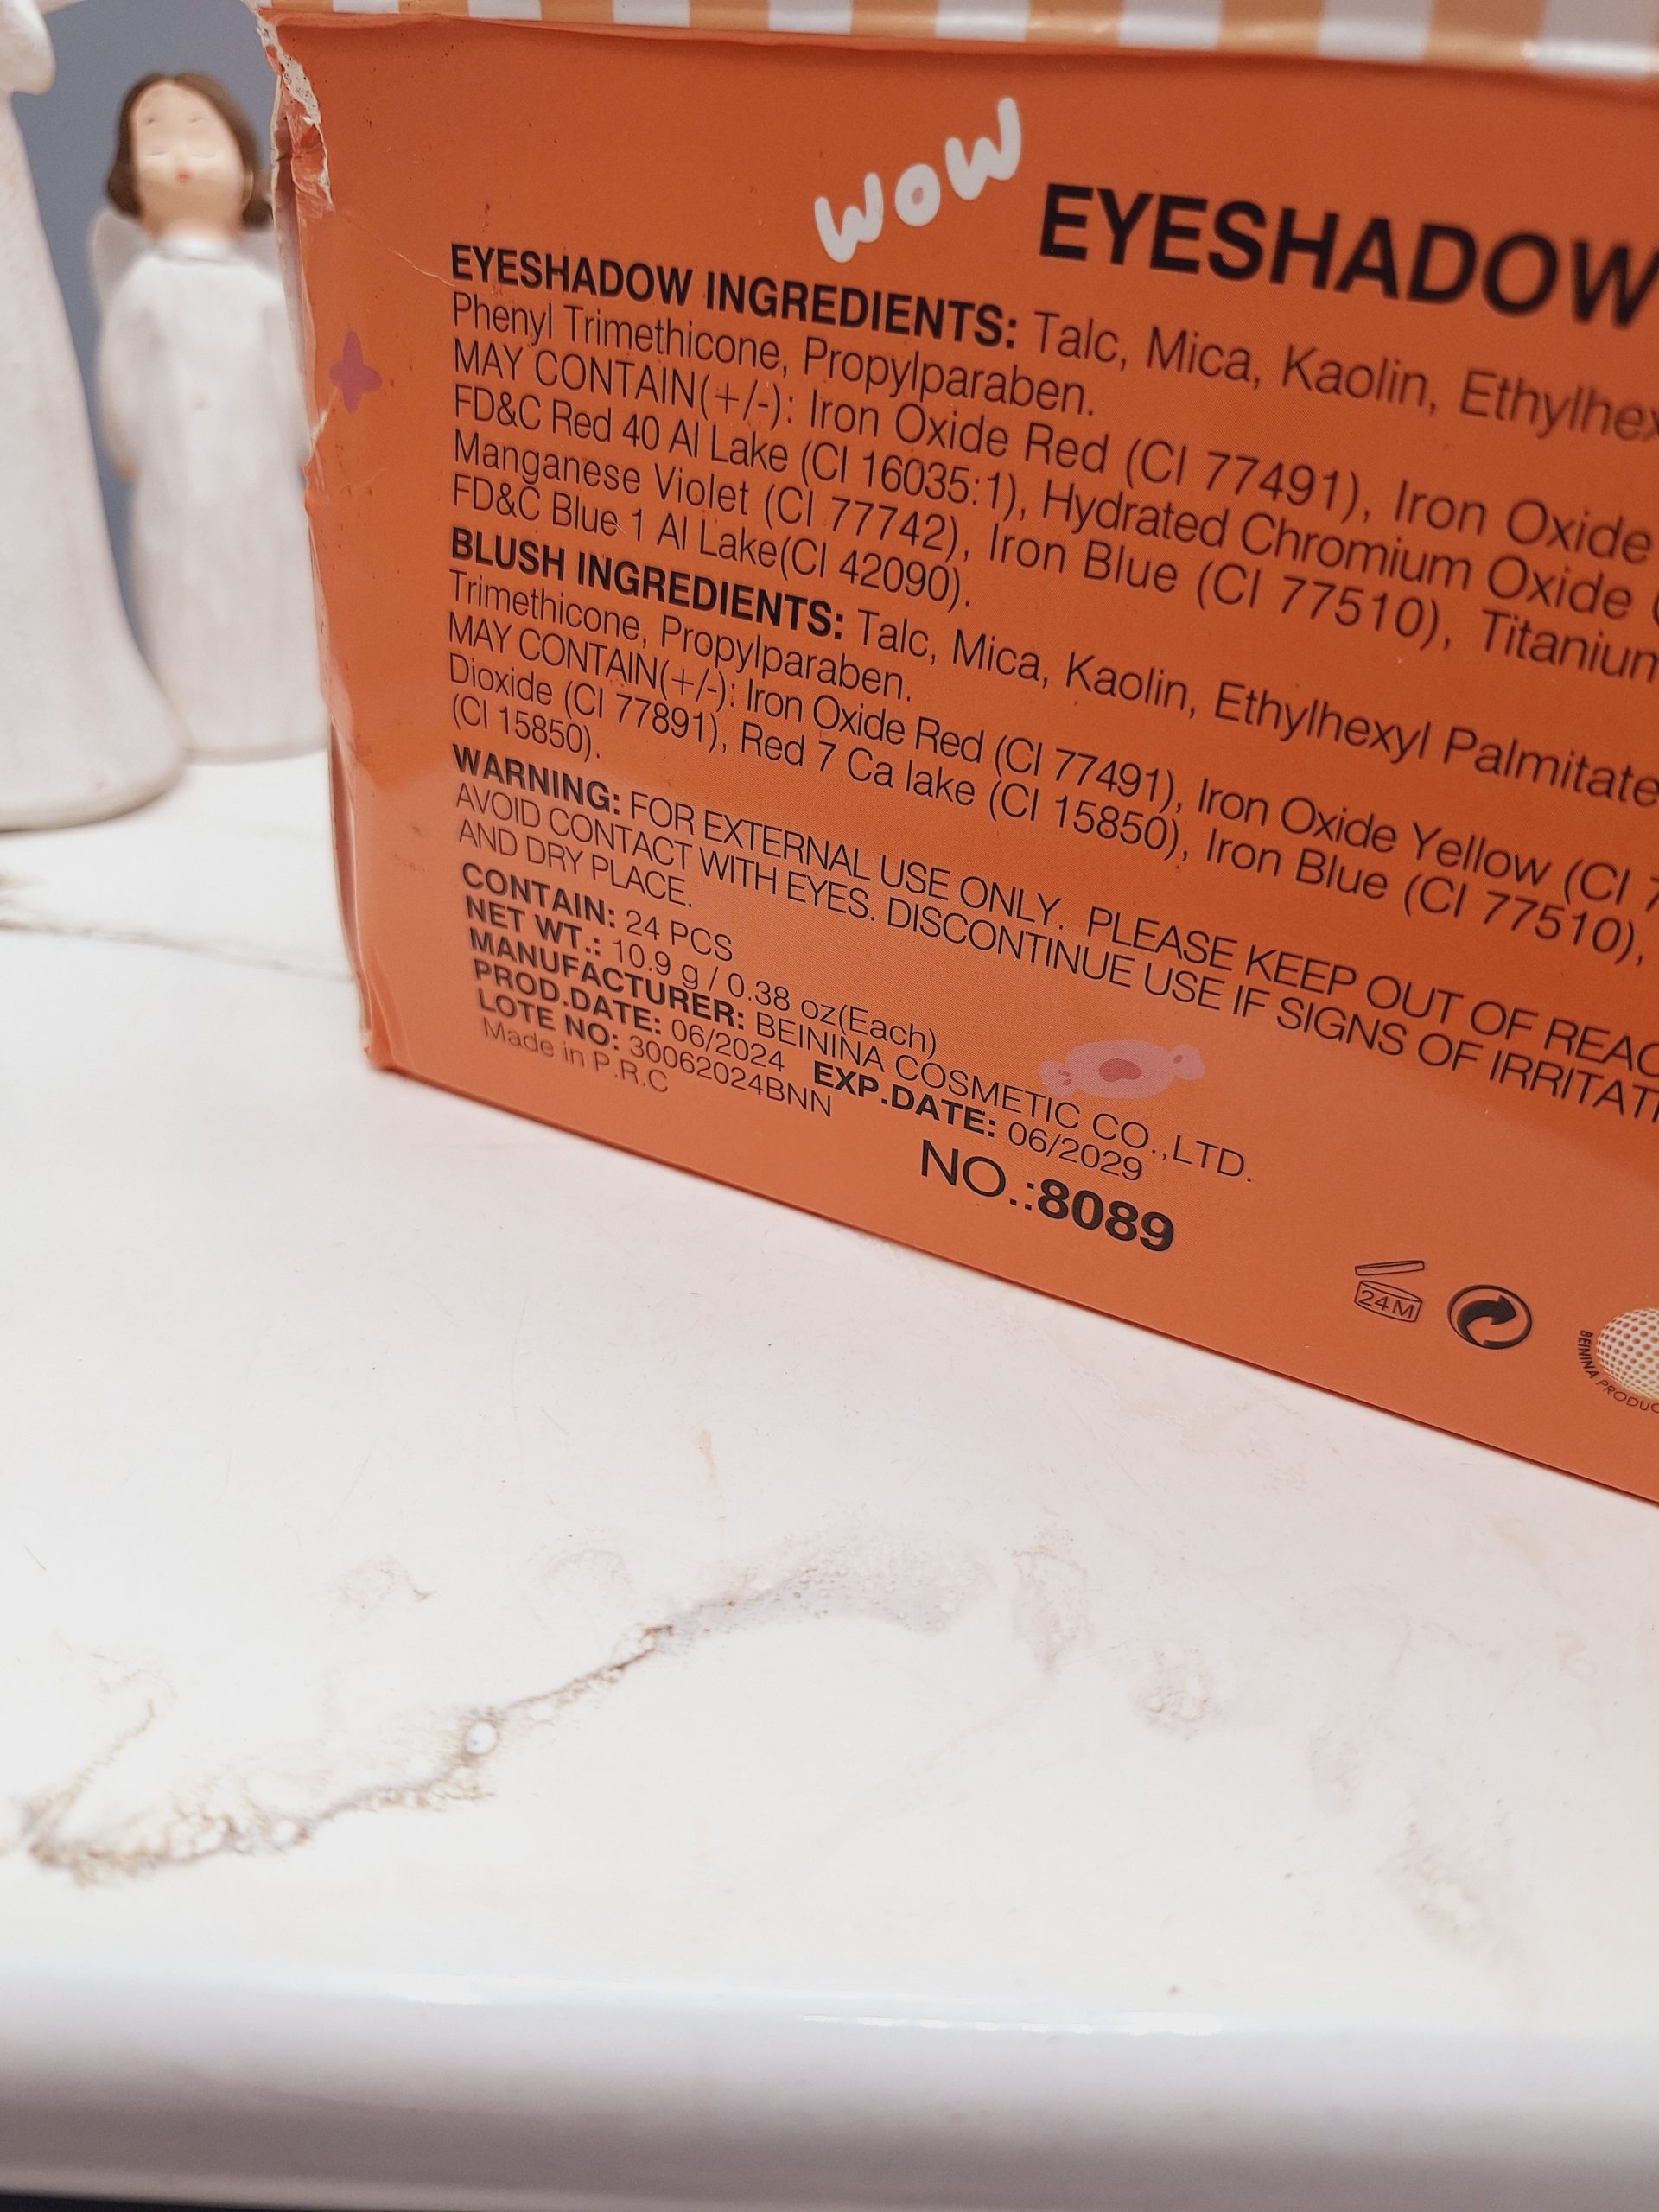 WOW
EYESHADOW
EYESHADOW INGREDIENTS: Talc, Mica, Kaolin,
Phenyl Trimethicone, Propylparaben.
MAY CONTAIN(+/-): Iron Oxide Red (CI 77491), Iron Oxide
FD&C Red 40 Al Lake (CI 16035:1), Hydrated Chromium Oxide
Manganese Violet (CI 77742), Iron Blue (CI 77510),
FD&C Blue 1 Al Lake(CI 42090).
BLUSH INGREDIENTS: Talc, Mica, Kaolin, Ethylhexyl Palmitate
Trimethicone, Propylparaben.
MAY CONTAIN(+/-): Iron Oxide Red (CI 77491), Iron Oxide Yellow (CI
Dioxide (CI 77891), Red 7 Ca lake (CI 15850), Iron Blue (CI 77510),
(CI 15850).
WARNING: FOR EXTERNAL USE ONLY. PLEASE KEEP OUT OF
AVOID CONTACT WITH EYES. DISCONTINUE USE IF SIGNS OF
AND DRY PLACE.
CONTAIN: 24 PCS
NET WT.: 10.9 g / 0.38 oz(Each)
MANUFACTURER: BEININA COSMETIC CO.,LTD.
PROD.DATE: 06/2024 EXP.DATE: 06/2029
LOTE NO: 30062024BNN
Made in P.R.C
NO.:8089
24M
BEININA